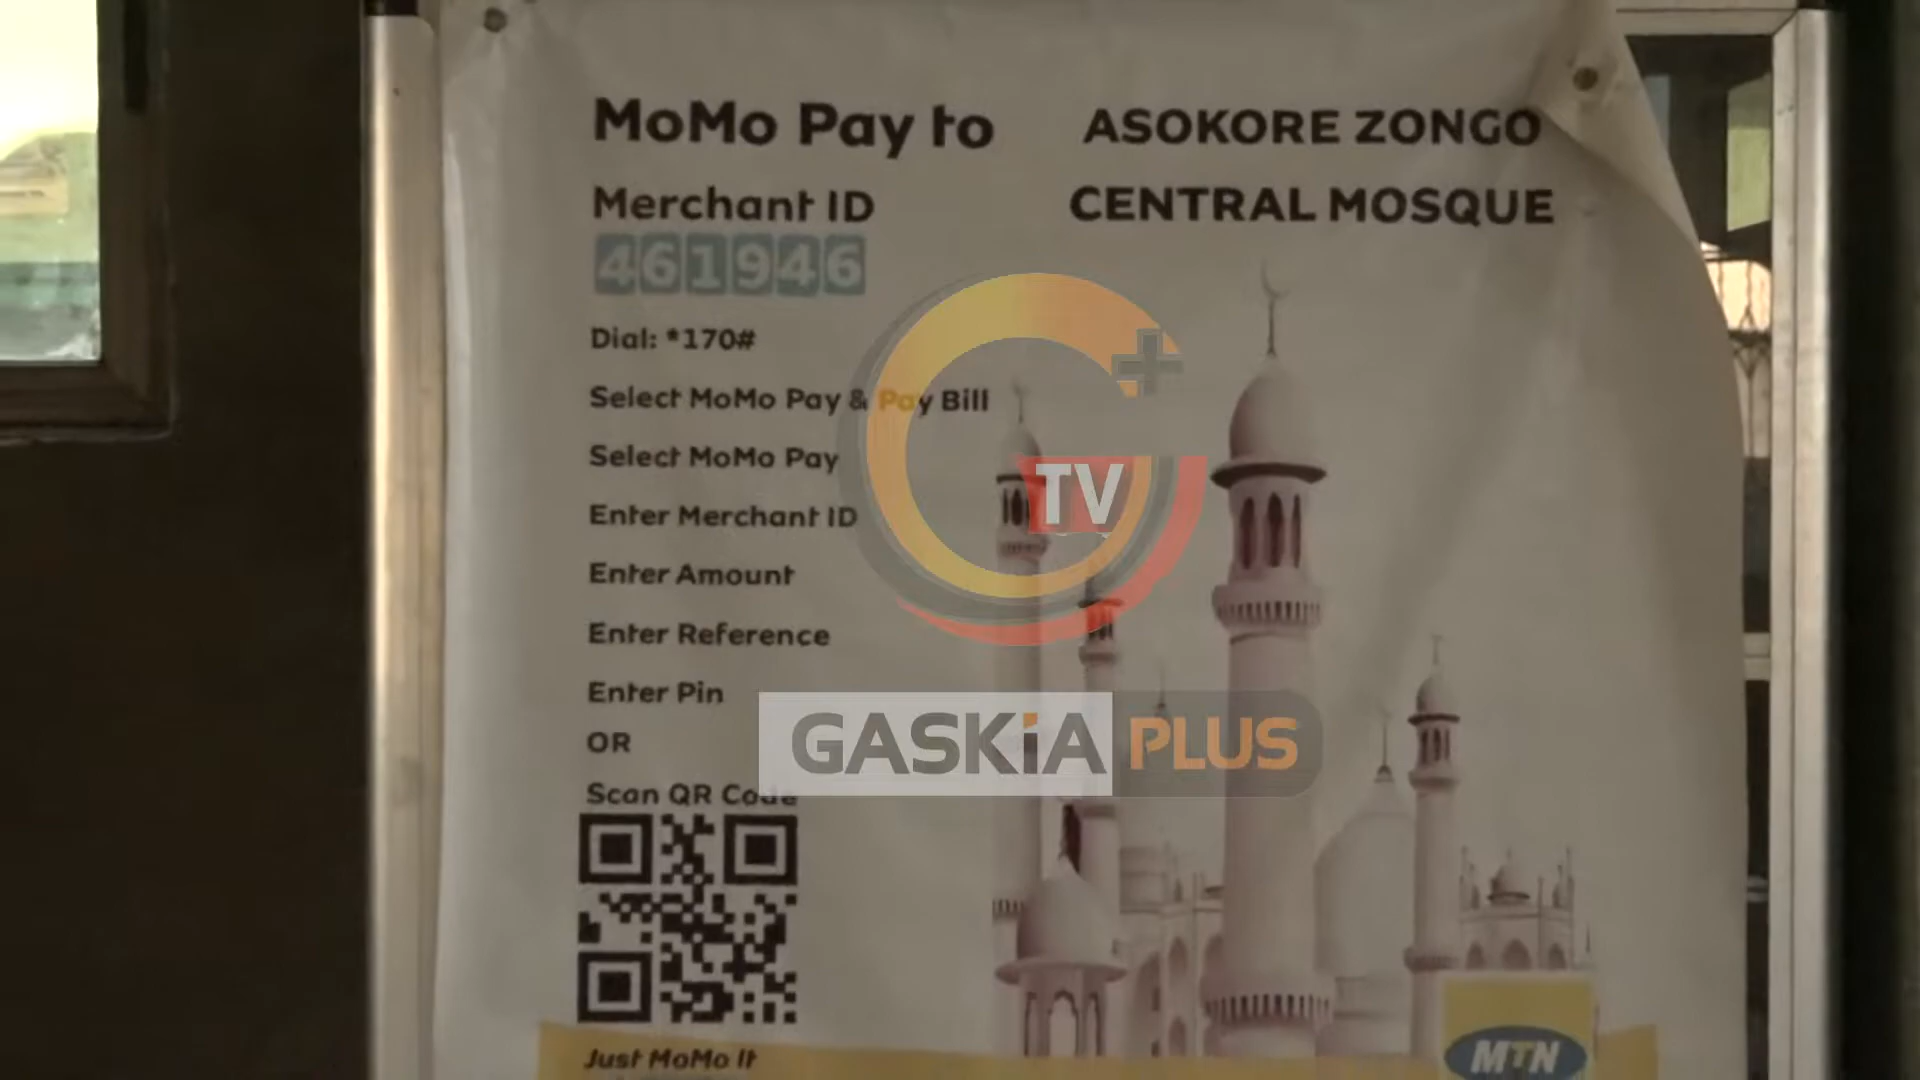 MoMo Pay to
ASOKORE ZONGO
CENTRAL MOSQUE
Merchant ID
461946
Dial: *170#
Select MoMo Pay & Pay Bill
Select MoMo Pay
Enter Merchant ID
Enter Amount
Enter Reference
Enter Pin
OR
Scan QR Code
Just MoMo It
MTN
G+
TV
GASKiA PLUS